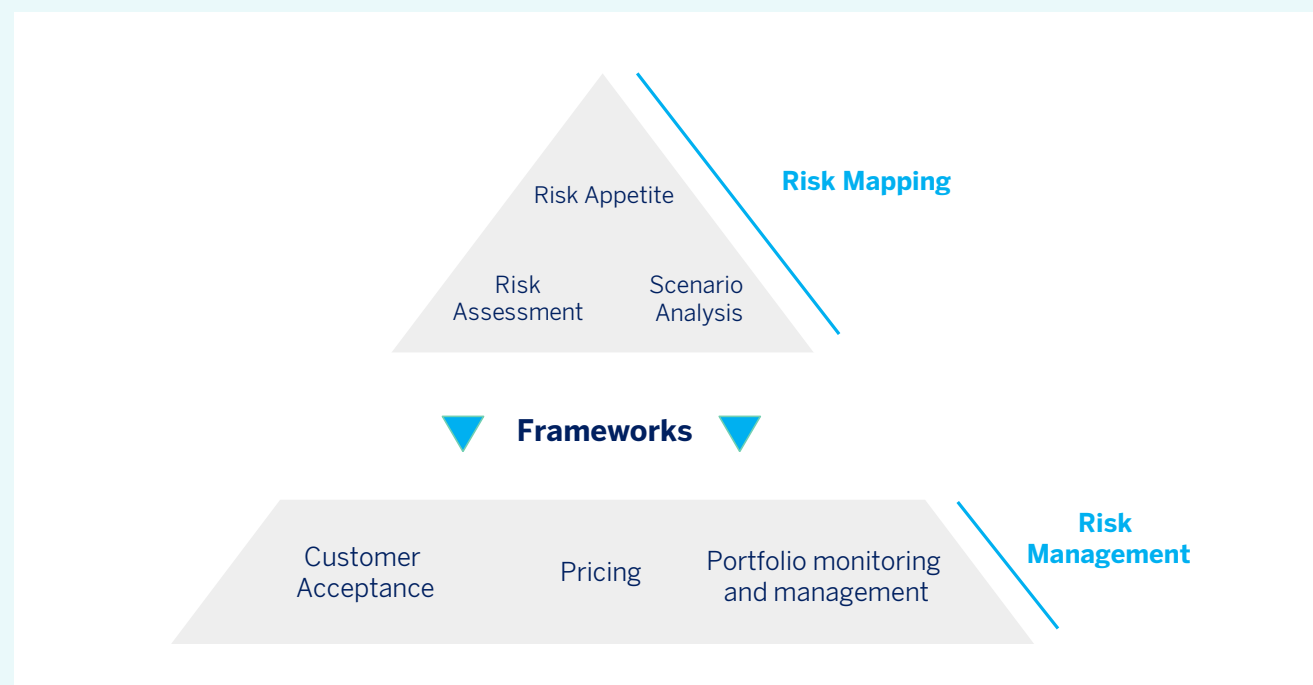 Risk Mapping
Risk Appetite
Risk
Assessment
Scenario
Analysis
Frameworks
Risk
Management
Customer
Acceptance
Pricing
Portfolio monitoring
and management